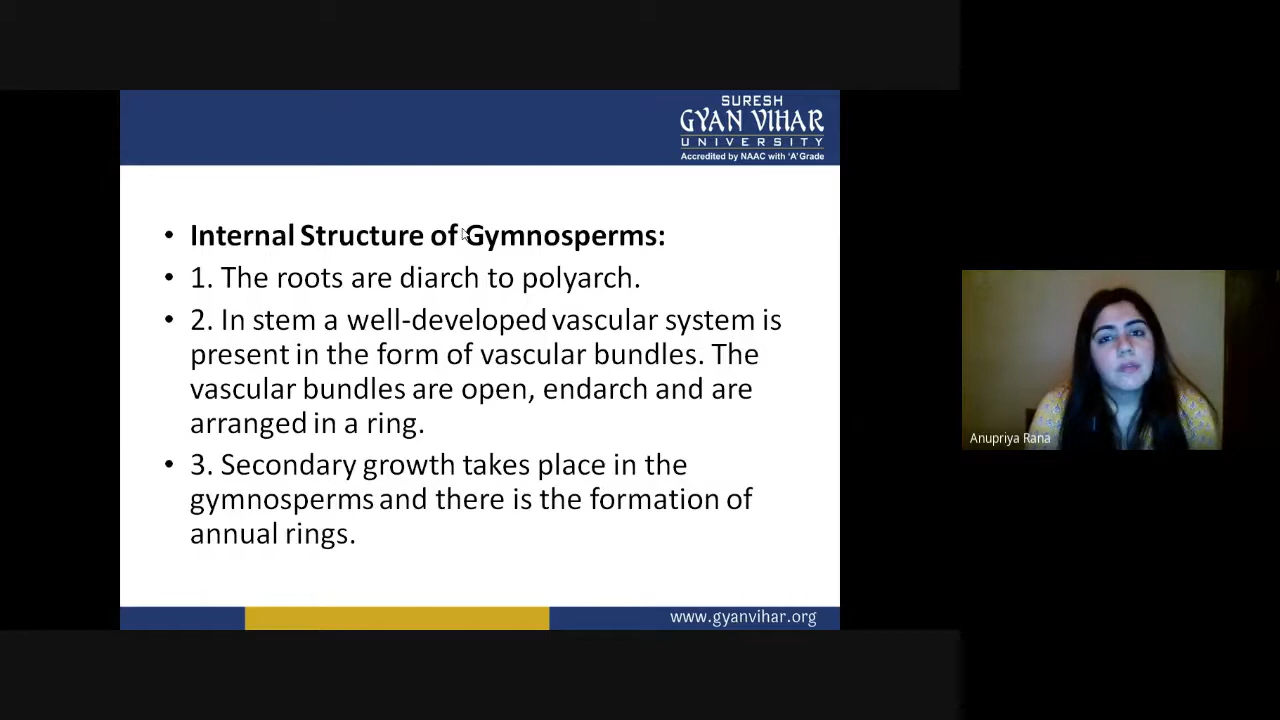 SURESH
GYAN VIHAR
UNIVERSITY
Accredited by NAAC with 'A' Grade
• Internal Structure of Gymnosperms:
• 1. The roots are diarch to polyarch.
• 2. In stem a well-developed vascular system is
present in the form of vascular bundles. The
vascular bundles are open, endarch and are
arranged in a ring.
• 3. Secondary growth takes place in the
gymnosperms and there is the formation of
annual rings.
www.gyanvihar.org
Anupriya Rana